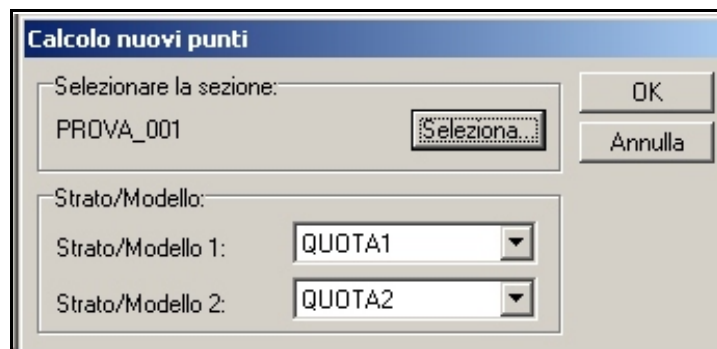 Calcolo nuovi punti
Selezionare la sezione:
PROVA_001
Seleziona...
OK
Annulla
Strato/Modello:
Strato/Modello 1:
QUOTA1
Strato/Modello 2:
QUOTA2